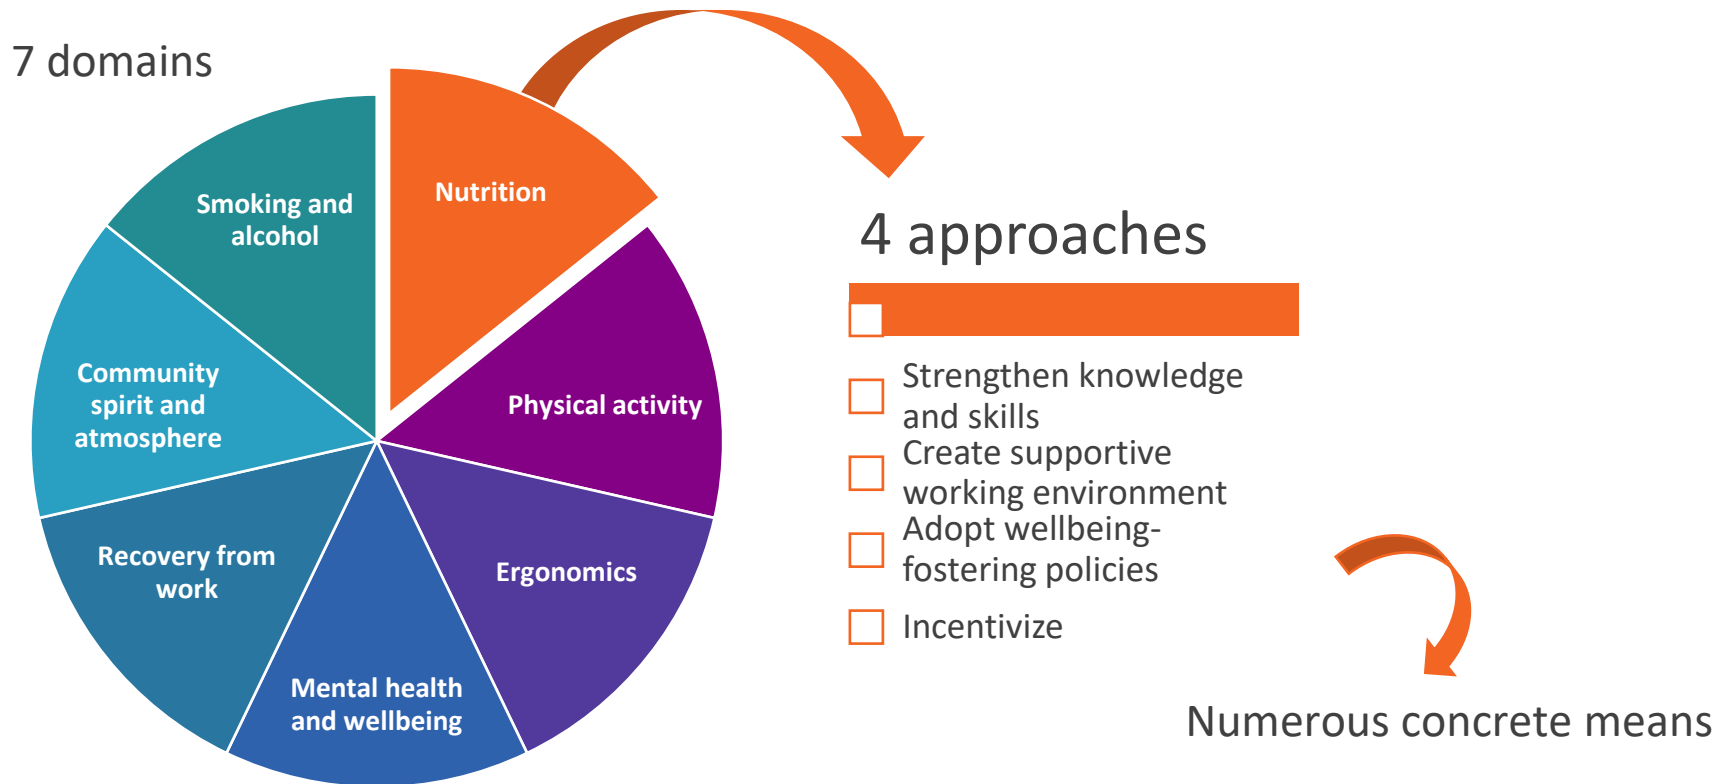 7 domains
Nutrition
Smoking and
alcohol
Physical activity
Community
spirit and
atmosphere
Ergonomics
Recovery from
work
Mental health
and wellbeing
4 approaches
Strengthen knowledge
and skills
Create supportive
working environment
Adopt wellbeing-
fostering policies
Incentivize
Numerous concrete means